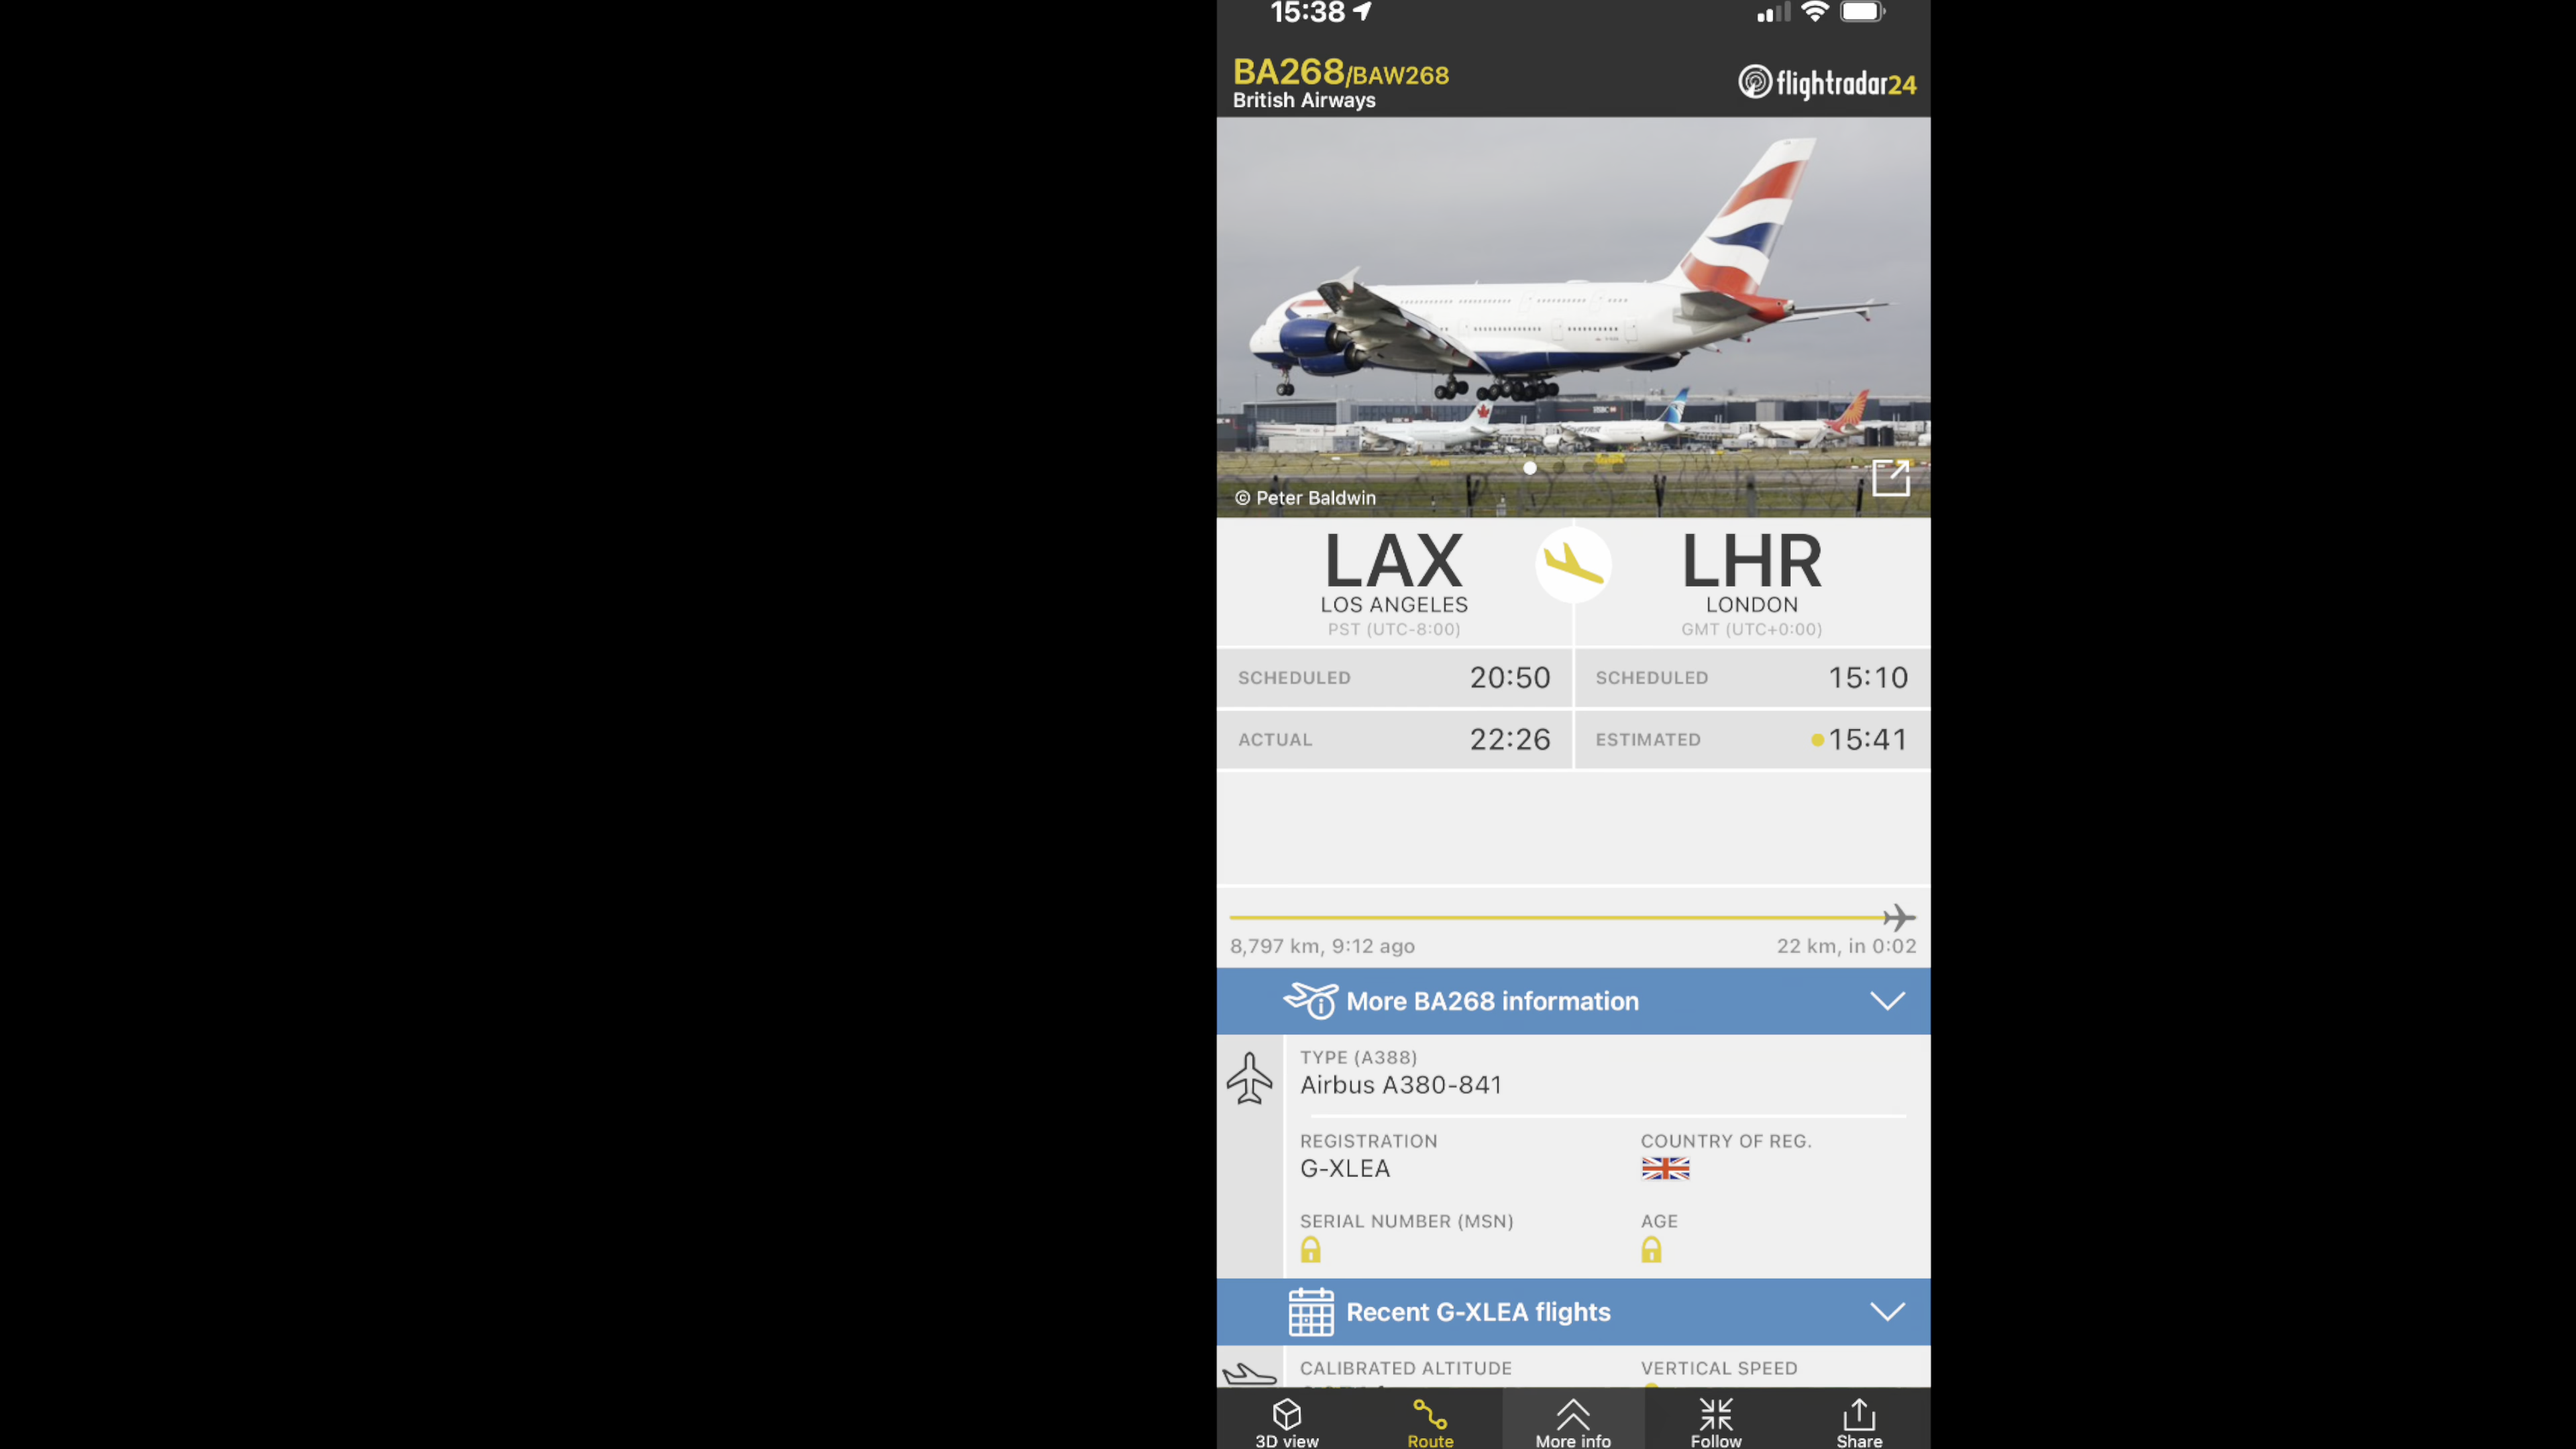 15:38
BA268/BAW268
British Airways
flightradar24
© Peter Baldwin
LAX
LOS ANGELES
PST (UTC-8:00)
LHR
LONDON
GMT (UTC+0:00)
SCHEDULED 20:50
SCHEDULED 15:10
ACTUAL 22:26
ESTIMATED 15:41
8,797 km, 9:12 ago
22 km, in 0:02
More BA268 information
TYPE (A388)
Airbus A380-841
REGISTRATION
G-XLEA
COUNTRY OF REG.
SERIAL NUMBER (MSN)
AGE
Recent G-XLEA flights
CALIBRATED ALTITUDE
VERTICAL SPEED
3D view
Route
More info
Follow
Share